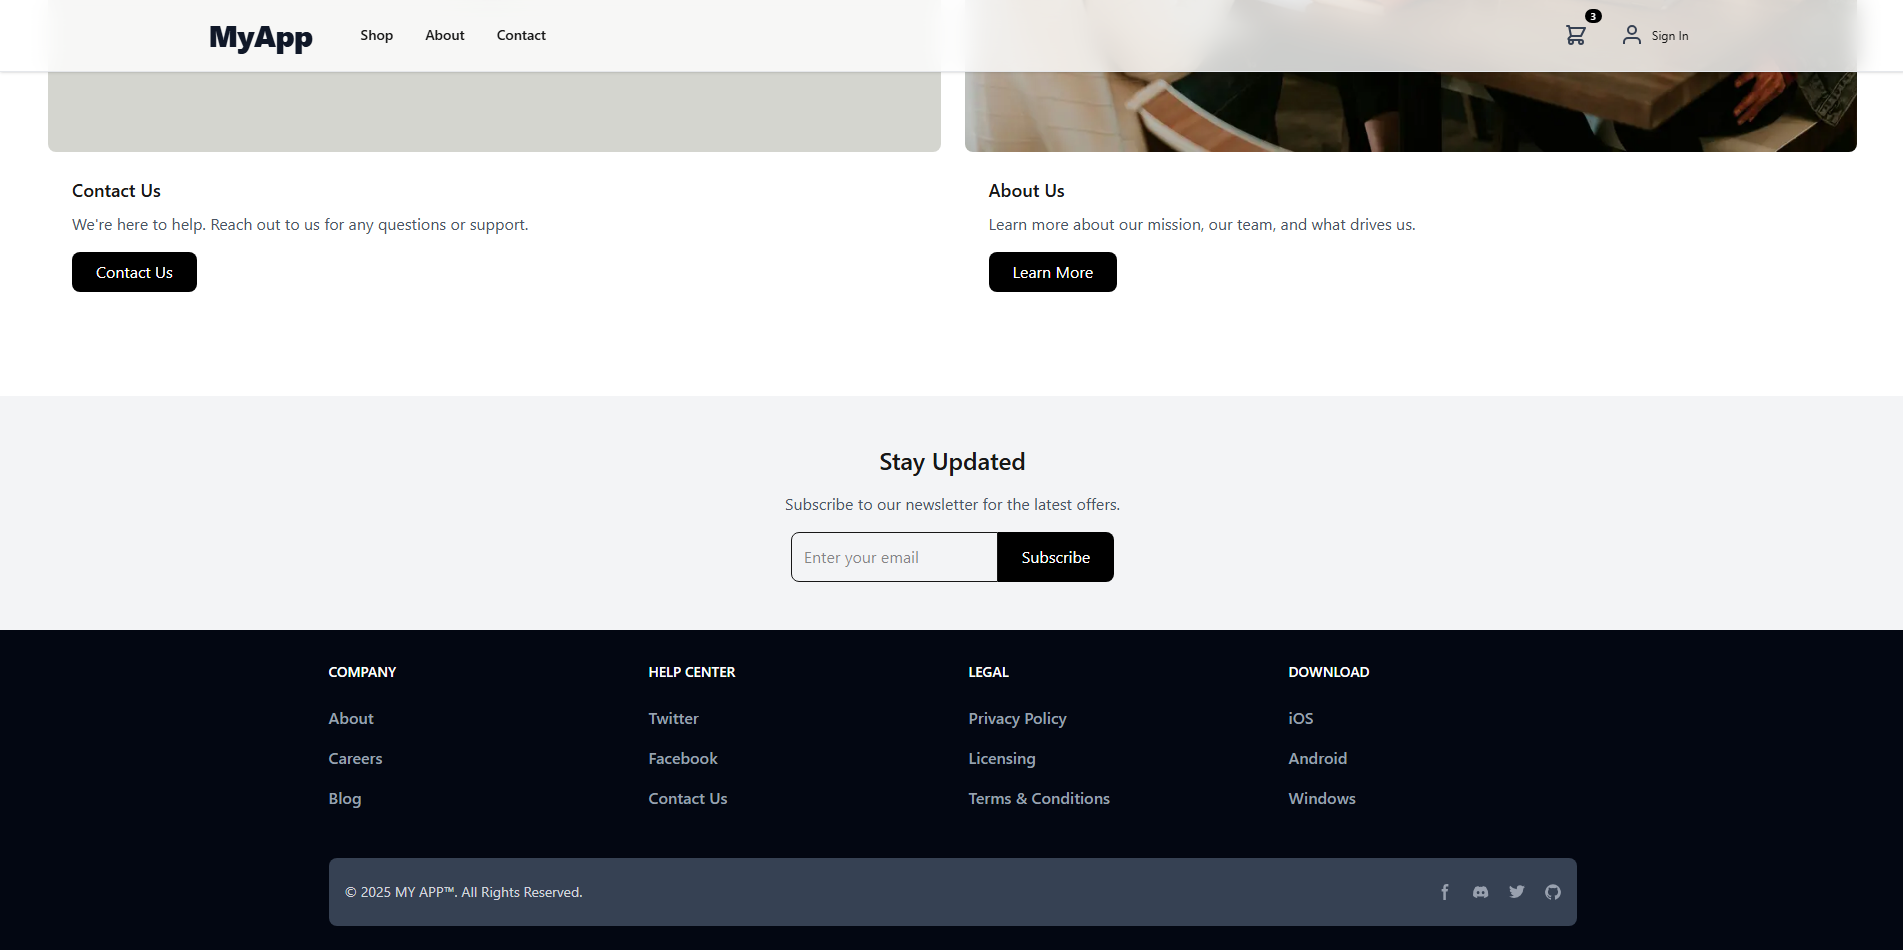 MyApp
Shop
About
Contact
3
Sign In
Contact Us
We're here to help. Reach out to us for any questions or support.
Contact Us
About Us
Learn more about our mission, our team, and what drives us.
Learn More
Stay Updated
Subscribe to our newsletter for the latest offers.
Enter your email
Subscribe
COMPANY
About
Careers
Blog
HELP CENTER
Twitter
Facebook
Contact Us
LEGAL
Privacy Policy
Licensing
Terms & Conditions
DOWNLOAD
iOS
Android
Windows
© 2025 MY APP™. All Rights Reserved.